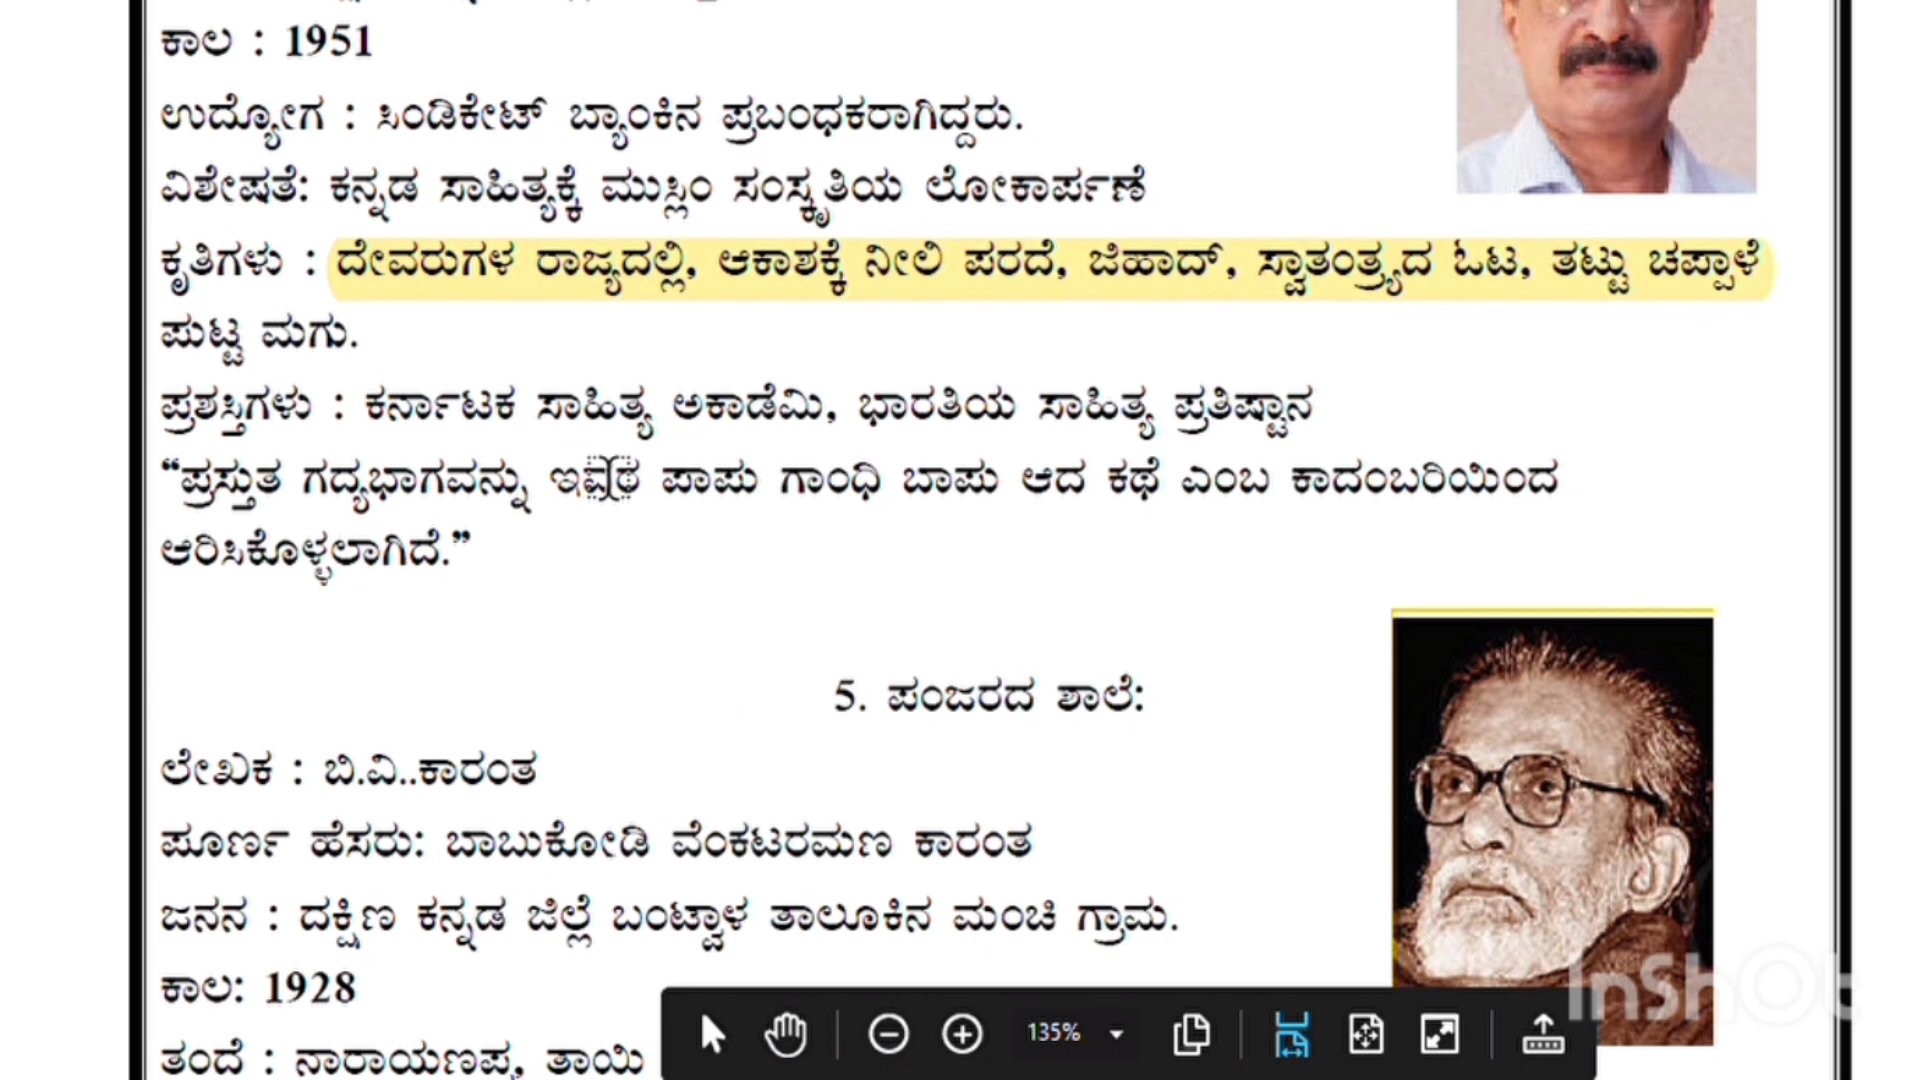 ಕಾಲ : 1951
ಉದ್ಯೋಗ : ಸಿಂಡಿಕೇಟ್ ಬ್ಯಾಂಕಿನ ಪ್ರಬಂಧಕರಾಗಿದ್ದರು.
ವಿಶೇಷತೆ: ಕನ್ನಡ ಸಾಹಿತ್ಯಕ್ಕೆ ಮುಸ್ಲಿಂ ಸಂಸ್ಕೃತಿಯ ಲೋಕಾರ್ಪಣೆ
ಕೃತಿಗಳು : ದೇವರುಗಳ ರಾಜ್ಯದಲ್ಲಿ, ಆಕಾಶಕ್ಕೆ ನೀಲಿ ಪರದೆ, ಜಿಹಾದ್, ಸ್ವಾತಂತ್ರ್ಯದ ಓಟ, ತಟ್ಟು ಚಪ್ಪಾಳೆ
ಪುಟ್ಟ ಮಗು.
ಪ್ರಶಸ್ತಿಗಳು : ಕರ್ನಾಟಕ ಸಾಹಿತ್ಯ ಅಕಾಡೆಮಿ, ಭಾರತಿಯ ಸಾಹಿತ್ಯ ಪ್ರತಿಷ್ಟಾನ
“ಪ್ರಸ್ತುತ ಗದ್ಯಭಾಗವನ್ನು ಪಾಪು ಗಾಂಧಿ ಬಾಪು ಆದ ಕಥೆ ಎಂಬ ಕಾದಂಬರಿಯಿಂದ
ಆರಿಸಿಕೊಳ್ಳಲಾಗಿದೆ.”
5. ಪಂಜರದ ಶಾಲೆ:
ಲೇಖಕ : ಬಿ.ವಿ..ಕಾರಂತ
ಪೂರ್ಣ ಹೆಸರು: ಬಾಬುಕೋಡಿ ವೆಂಕಟರಮಣ ಕಾರಂತ
ಜನನ : ದಕ್ಷಿಣ ಕನ್ನಡ ಜಿಲ್ಲೆ ಬಂಟ್ವಾಳ ತಾಲೂಕಿನ ಮಂಚಿ ಗ್ರಾಮ.
ಕಾಲ: 1928
ತಂದೆ : ನಾರಾಯಣಪ್ಪ, ತಾಯಿ
135%
InShot